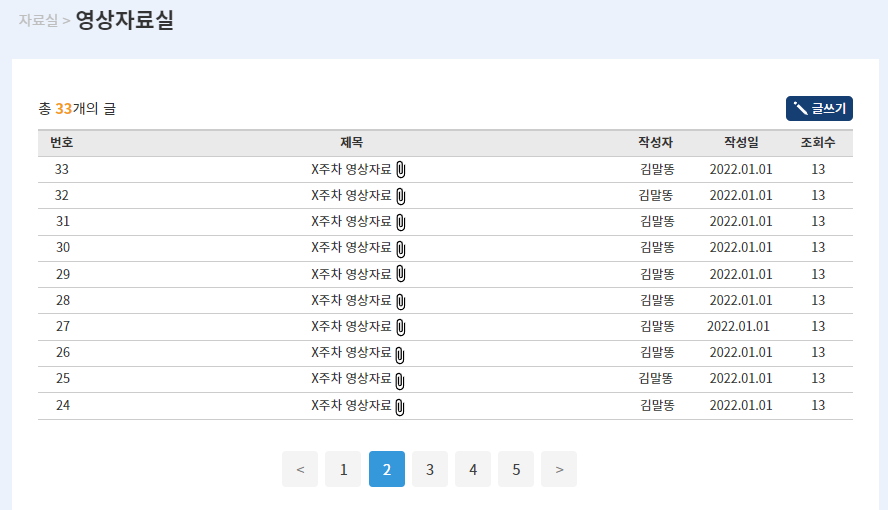 자료실 > 영상자료실
총 33개의 글
글쓰기
번호 제목 작성자 작성일 조회수
33 X주차 영상자료 김말똥 2022.01.01 13
32 X주차 영상자료 김말똥 2022.01.01 13
31 X주차 영상자료 김말똥 2022.01.01 13
30 X주차 영상자료 김말똥 2022.01.01 13
29 X주차 영상자료 김말똥 2022.01.01 13
28 X주차 영상자료 김말똥 2022.01.01 13
27 X주차 영상자료 김말똥 2022.01.01 13
26 X주차 영상자료 김말똥 2022.01.01 13
25 X주차 영상자료 김말똥 2022.01.01 13
24 X주차 영상자료 김말똥 2022.01.01 13
< 1 2 3 4 5 >